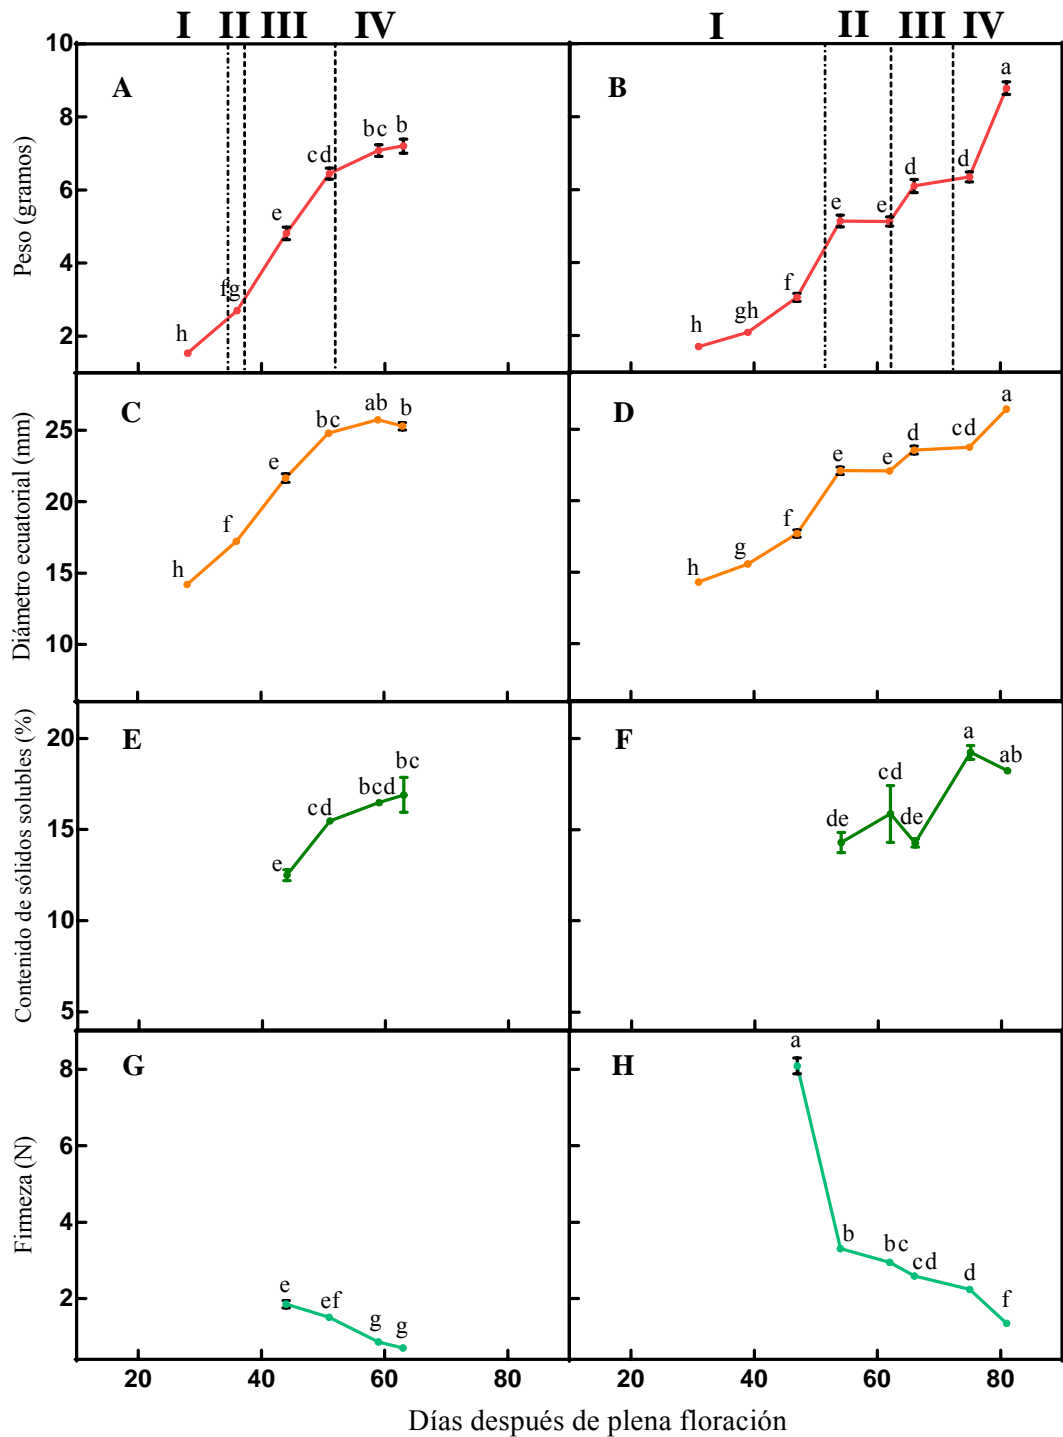 I II III IV I II III IV
Peso (gramos)
10
8
6
4
2
A
h
fg
e
cd
bc
b
B
h
gh
f
e
e
d
d
a
Diámetro ecuatorial (mm)
25
20
15
10
C
h
f
e
bc
ab
b
D
h
g
f
e
e
d
cd
a
Contenido de sólidos solubles (%)
20
15
10
5
E
e
cd
bcd
bc
F
de
cd
de
a
ab
Firmeza (N)
8
6
4
2
G
e
ef
g
g
H
a
b
bc
cd
d
f
20 40 60 80 20 40 60 80
Días después de plena floración